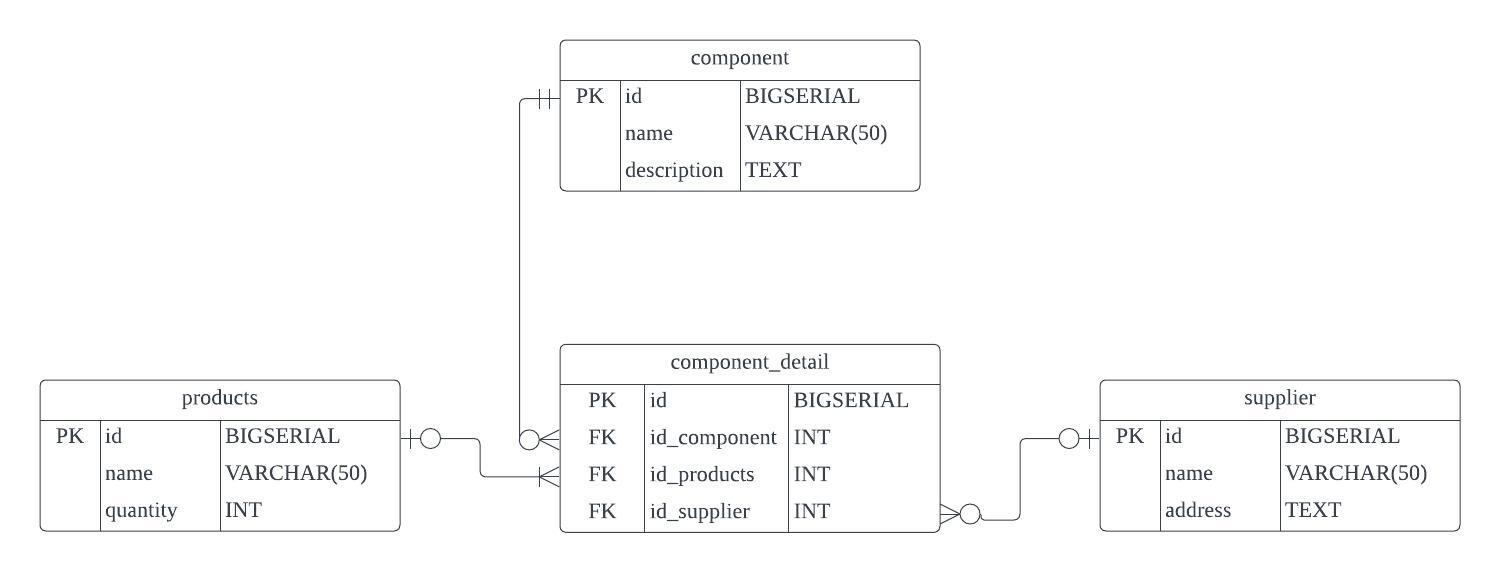 component
PK id BIGSERIAL
name VARCHAR(50)
description TEXT
component_detail
PK id BIGSERIAL
FK id_component INT
FK id_products INT
FK id_supplier INT
products
PK id BIGSERIAL
name VARCHAR(50)
quantity INT
supplier
PK id BIGSERIAL
name VARCHAR(50)
address TEXT